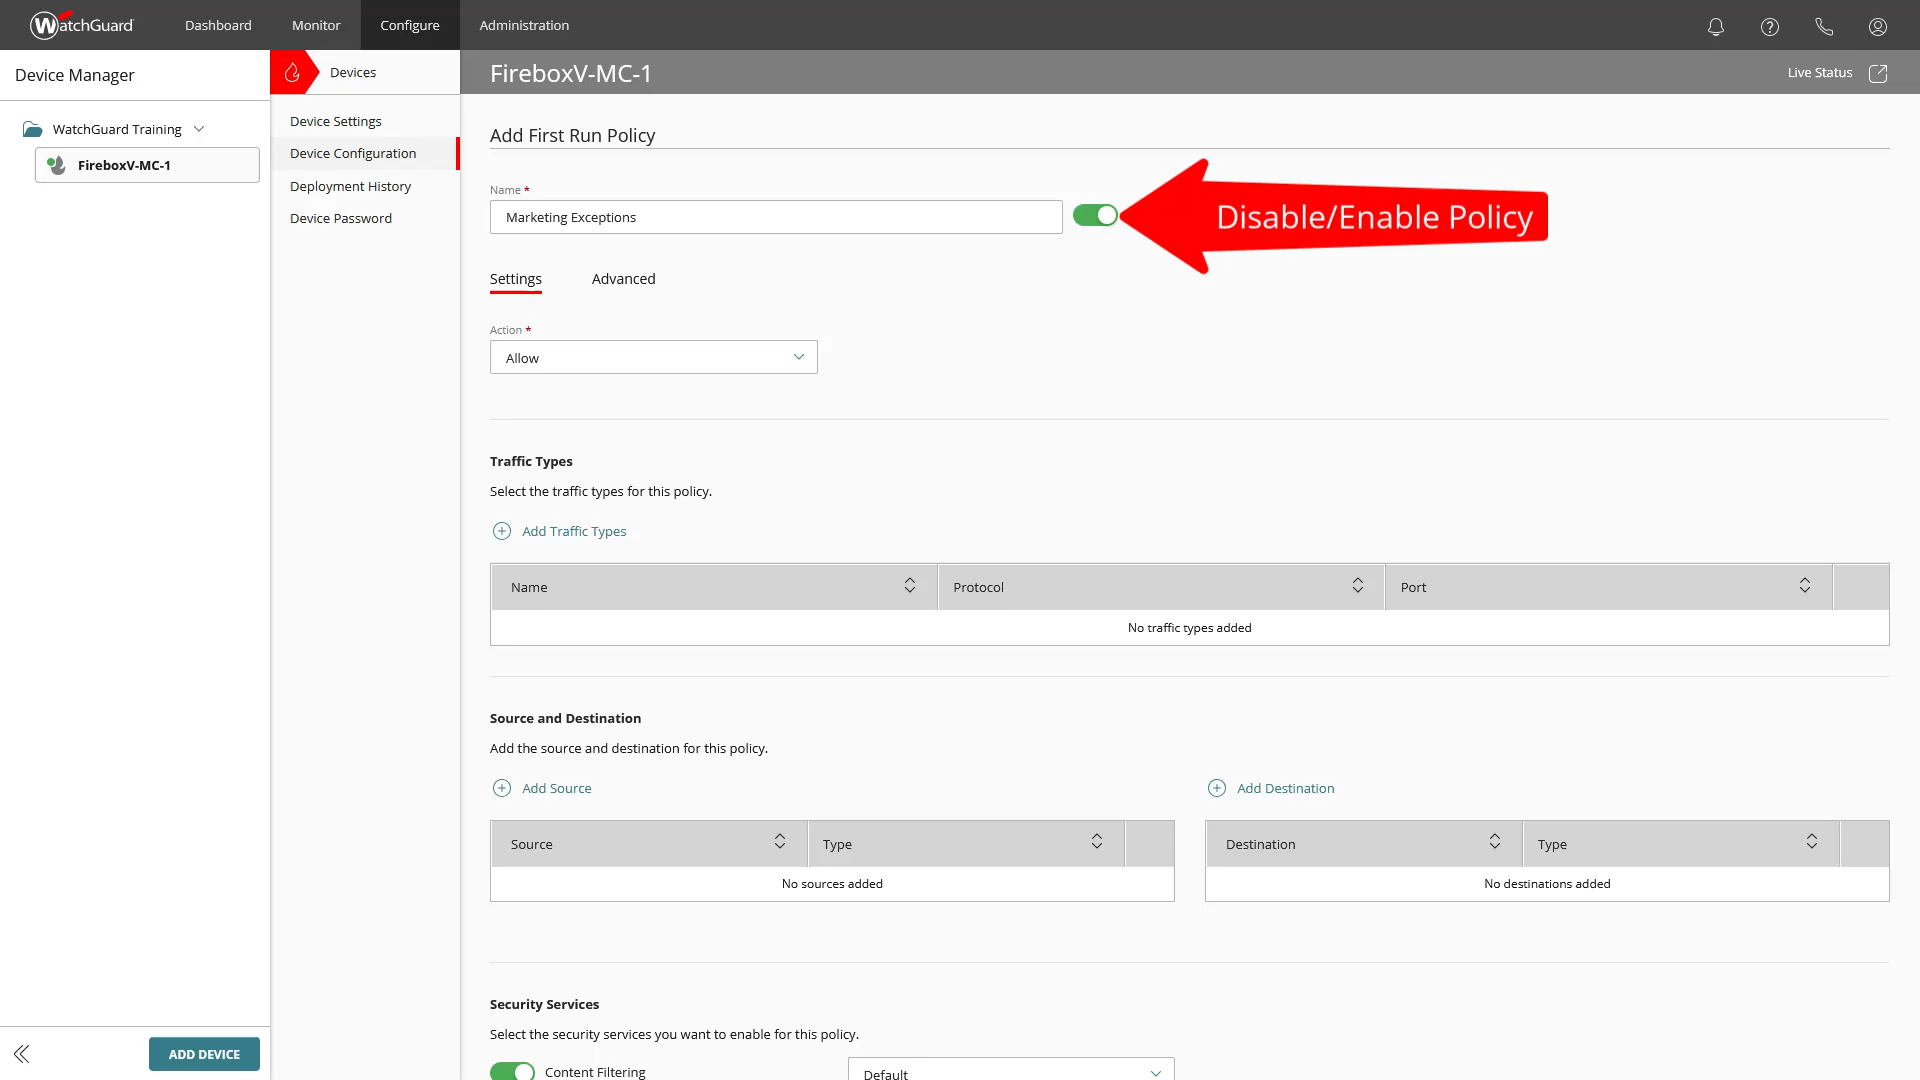 WatchGuard
Dashboard
Monitor
Configure
Administration
Device Manager
Devices
FireboxV-MC-1
Live Status
WatchGuard Training
FireboxV-MC-1
Device Settings
Device Configuration
Deployment History
Device Password
Add First Run Policy
Name *
Marketing Exceptions
Disable/Enable Policy
Settings
Advanced
Action *
Allow
Traffic Types
Select the traffic types for this policy.
Add Traffic Types
Name
Protocol
Port
No traffic types added
Source and Destination
Add the source and destination for this policy.
Add Source
Add Destination
Source
Type
Destination
Type
No sources added
No destinations added
Security Services
Select the security services you want to enable for this policy.
Content Filtering
Default
ADD DEVICE